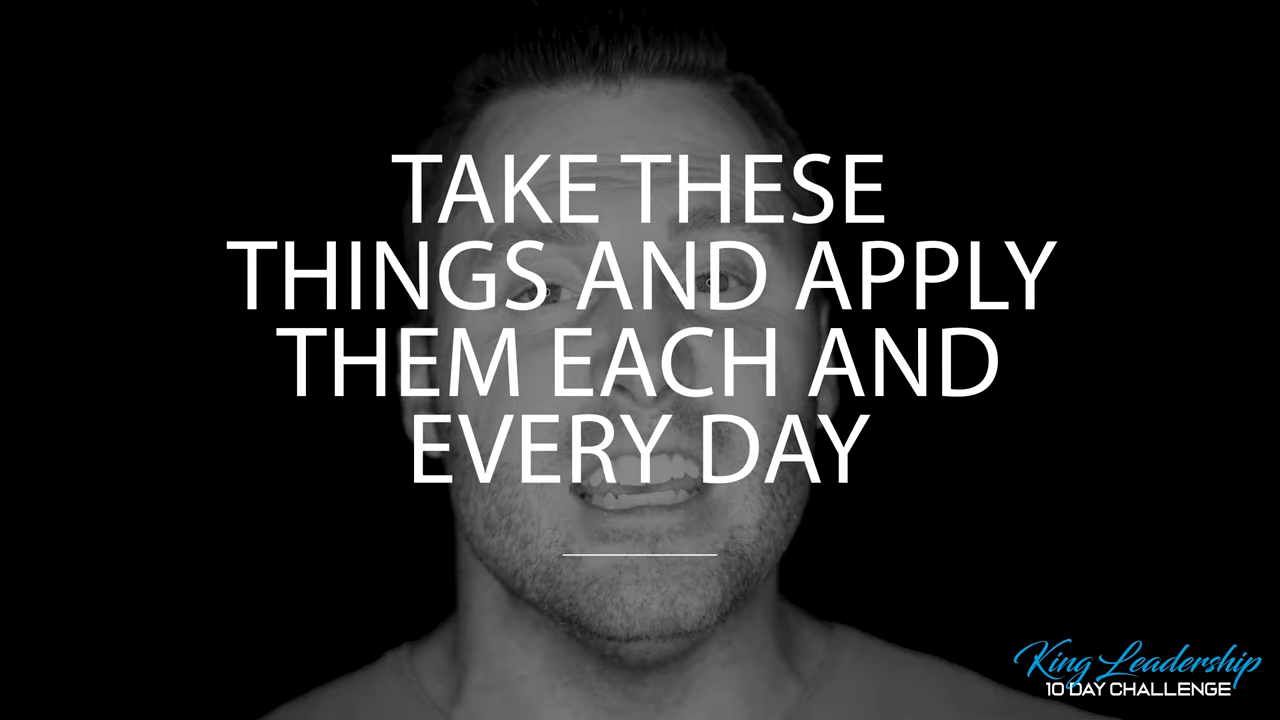 TAKE THESE
THINGS AND APPLY
THEM EACH AND
EVERY DAY
King Leadership
10 DAY CHALLENGE